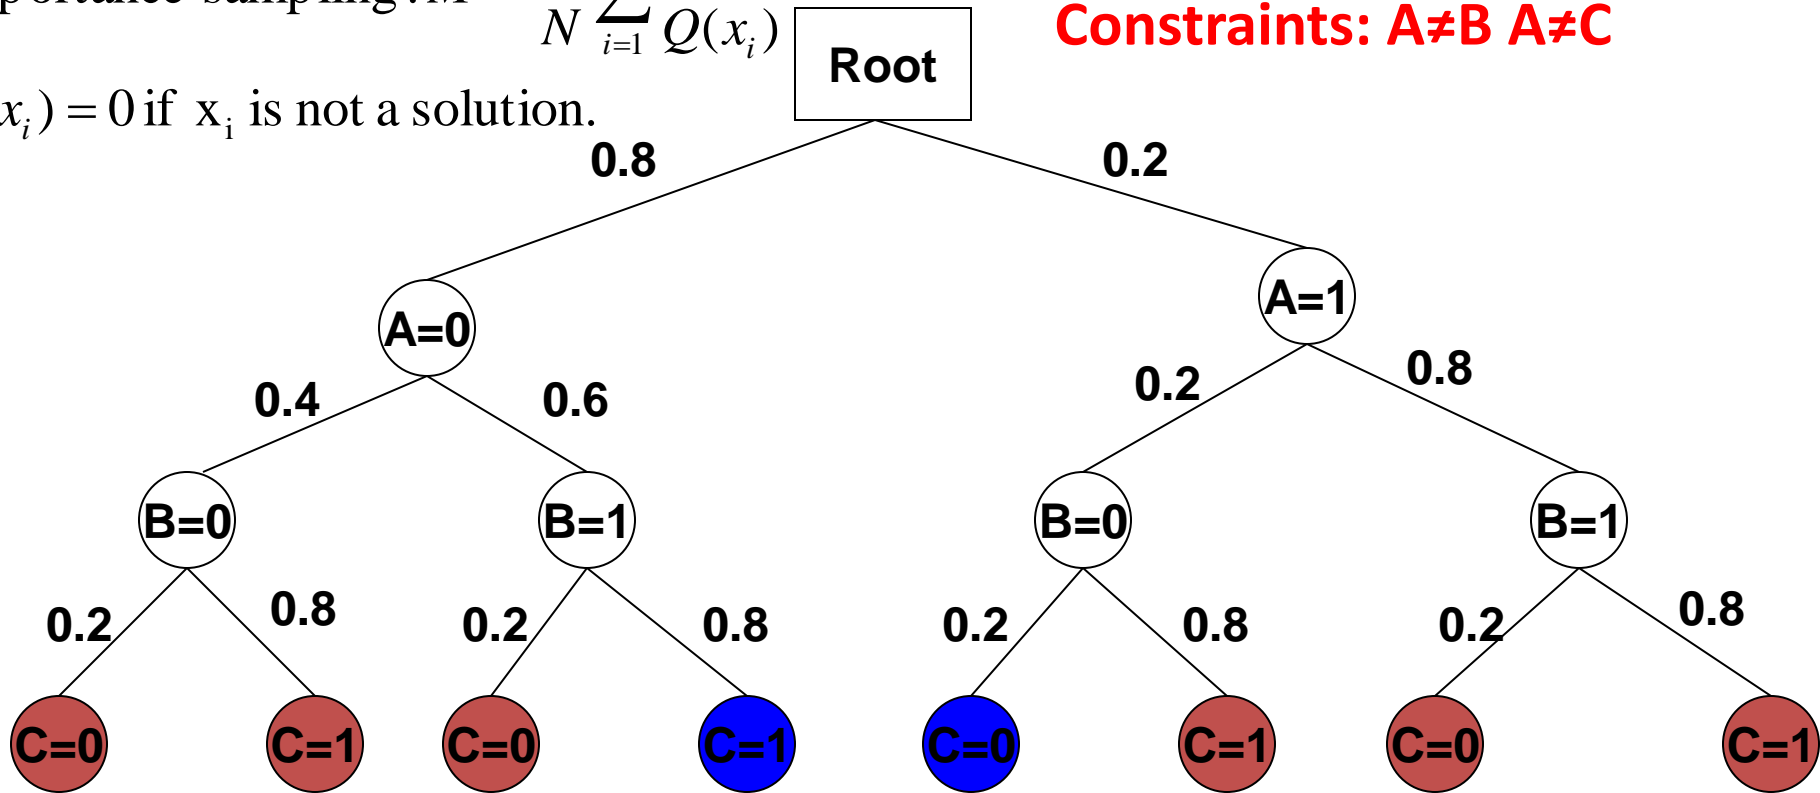 sampling :
N ∑ i=1 Q(x_i)
Constraints: A≠B A≠C
Root
x_i) = 0 if x_i is not a solution.
0.8 0.2
A=0 A=1
0.4 0.6 0.2 0.8
B=0 B=1 B=0 B=1
0.2 0.8 0.2 0.8 0.2 0.8 0.2 0.8
C=0 C=1 C=0 C=1 C=0 C=1 C=0 C=1